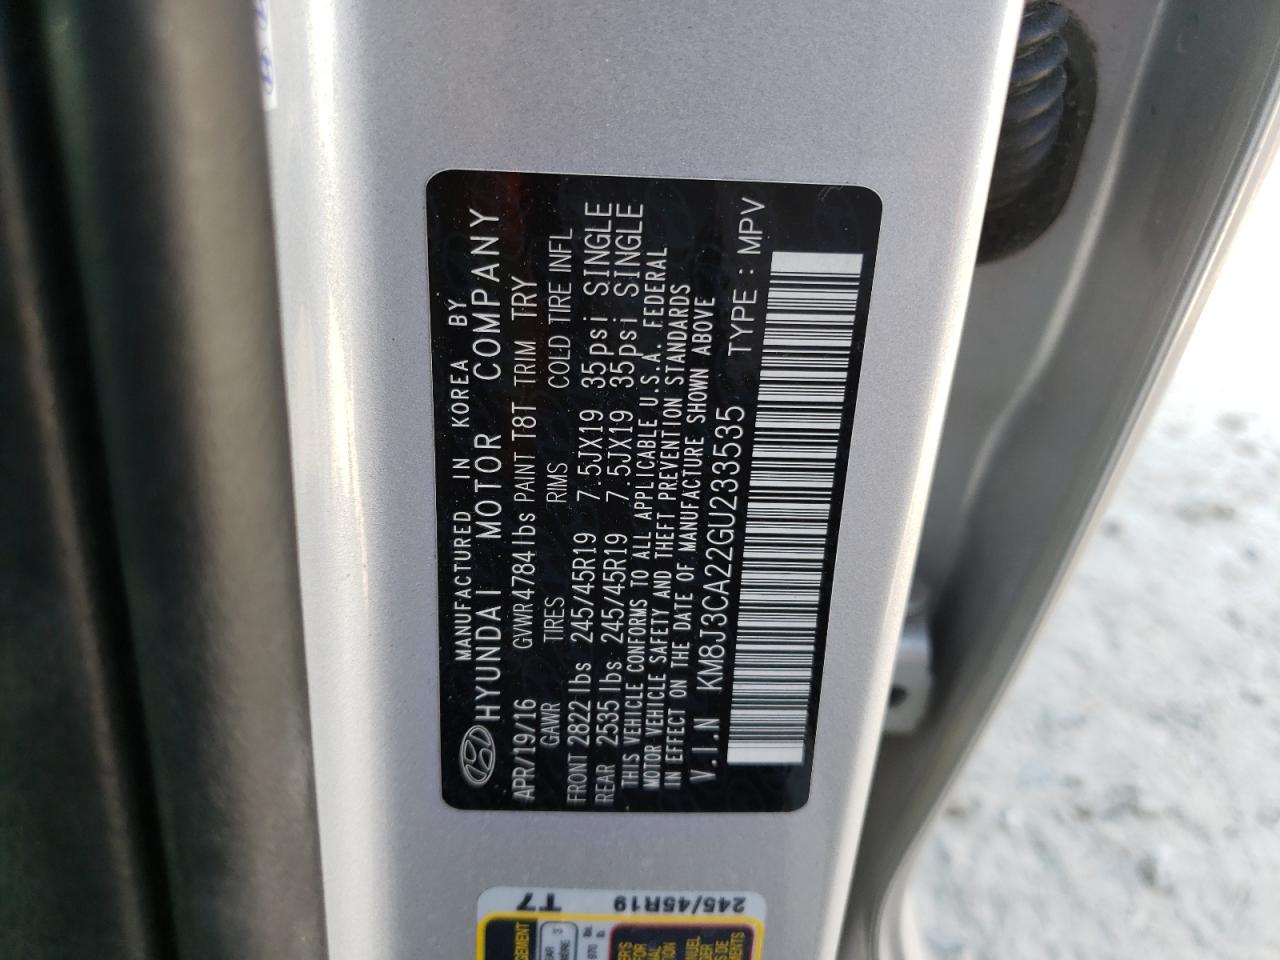 MANUFACTURED IN KOREA BY
HYUNDAI MOTOR COMPANY
APR/19/16 GVWR 4784 lbs PAINT T8T TRIM TRY
GAWR TIRES RIMS COLD TIRE INFL
FRONT 2822 lbs 245/45R19 7.5JX19 35psi SINGLE
REAR 2535 lbs 245/45R19 7.5JX19 35psi SINGLE
THIS VEHICLE CONFORMS TO ALL APPLICABLE U.S.A. FEDERAL
MOTOR VEHICLE SAFETY AND THEFT PREVENTION STANDARDS
IN EFFECT ON THE DATE OF MANUFACTURE SHOWN ABOVE
V.I.N KM8J3CA22GU233535 TYPE : MPV
T7
245/45R19